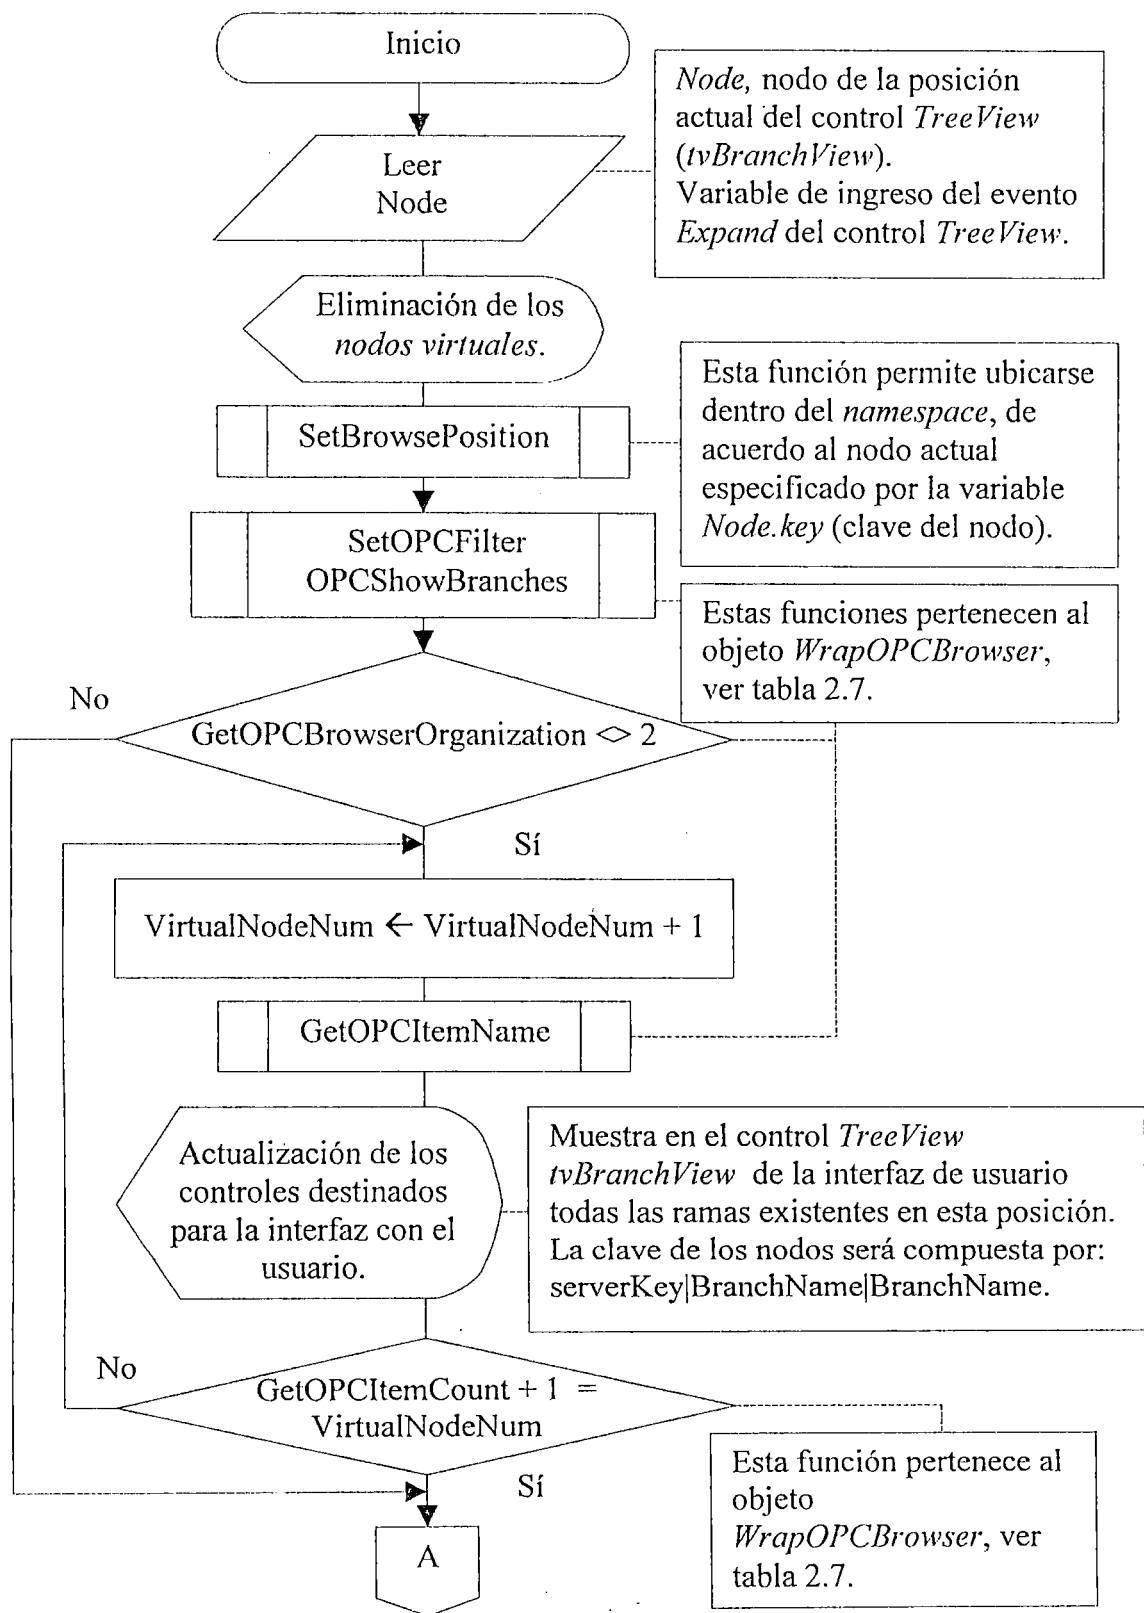 Inicio
Node, nodo de la posición
actual del control TreeView
(tvBranchView).
Variable de ingreso del evento
Expand del control TreeView.
Leer
Node
Eliminación de los
nodos virtuales.
Esta función permite ubicarse
dentro del namespace, de
acuerdo al nodo actual
especificado por la variable
Node.key (clave del nodo).
SetBrowsePosition
SetOPCFilter
OPCShowBranches
Estas funciones pertenecen al
objeto WrapOPCBrowser,
ver tabla 2.7.
No
GetOPCBrowserOrganization <> 2
Sí
VirtualNodeNum ← VirtualNodeNum + 1
GetOPCItemName
Actualización de los
controles destinados
para la interfaz con el
usuario.
Muestra en el control TreeView
tvBranchView de la interfaz de usuario
todas las ramas existentes en esta posición.
La clave de los nodos será compuesta por:
serverKey|BranchName|BranchName.
No
GetOPCItemCount + 1 =
VirtualNodeNum
Sí
Esta función pertenece al
objeto
WrapOPCBrowser, ver
tabla 2.7.
A